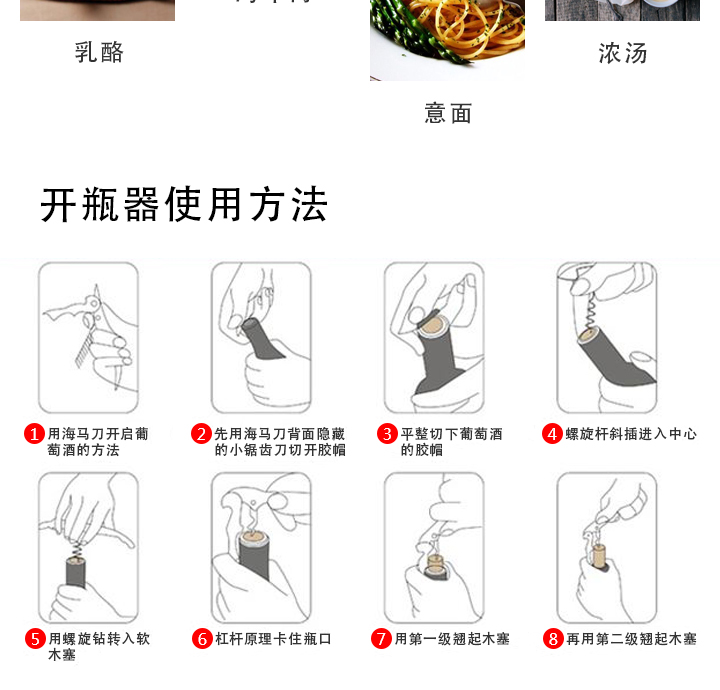 乳酪
浓汤
意面
开瓶器使用方法
1 用海马刀开启葡
萄酒的方法
2 先用海马刀背面隐藏
的小锯齿刀切开胶帽
3 平整切下葡萄酒
的胶帽
4 螺旋杆斜插进入中心
5 用螺旋钻转入软
木塞
6 杠杆原理卡住瓶口
7 用第一级翘起木塞
8 再用第二级翘起木塞